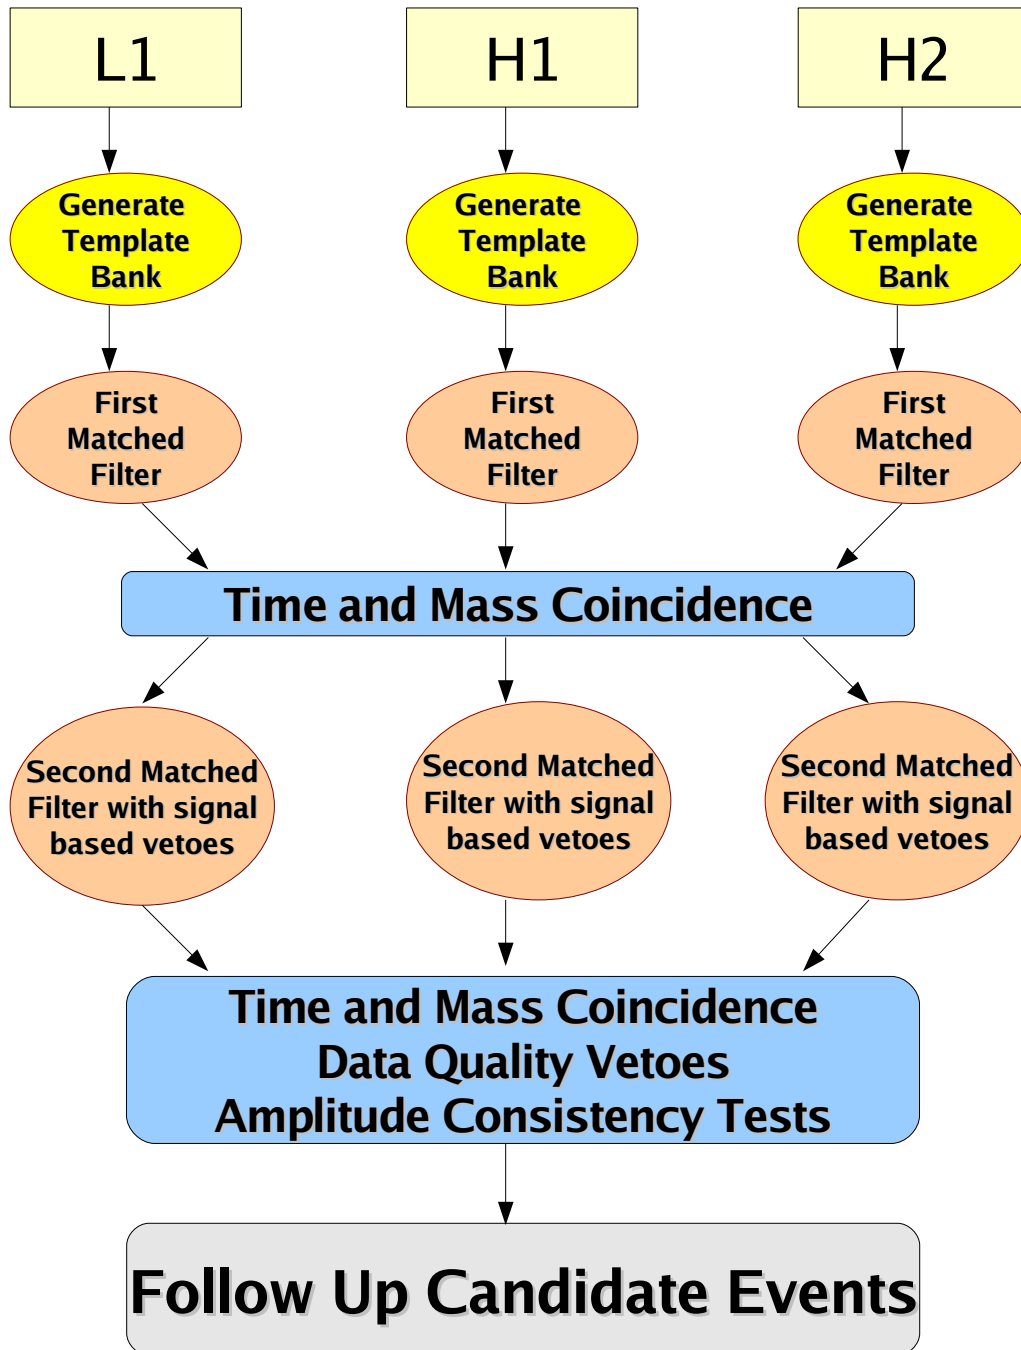 L1
H1
H2
Generate
Template
Bank
Generate
Template
Bank
Generate
Template
Bank
First
Matched
Filter
First
Matched
Filter
First
Matched
Filter
Time and Mass Coincidence
Second Matched
Filter with signal
based vetoes
Second Matched
Filter with signal
based vetoes
Second Matched
Filter with signal
based vetoes
Time and Mass Coincidence
Data Quality Vetoes
Amplitude Consistency Tests
Follow Up Candidate Events